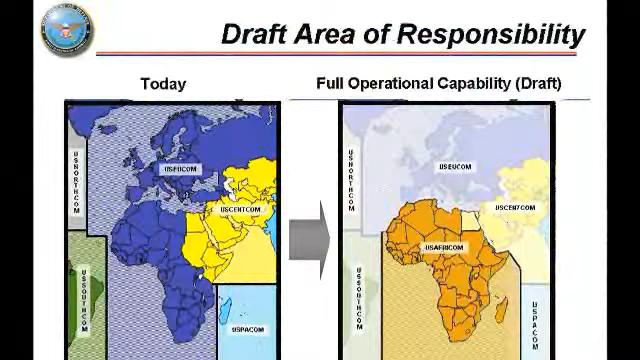 Draft Area of Responsibility
Today
Full Operational Capability (Draft)
USNORTHCOM
USEUCOM
USCENTCOM
USSOUTHCOM
USPACOM
USNORTHCOM
USEUCOM
USCENTCOM
USAFRICOM
USSOUTHCOM
USPACOM